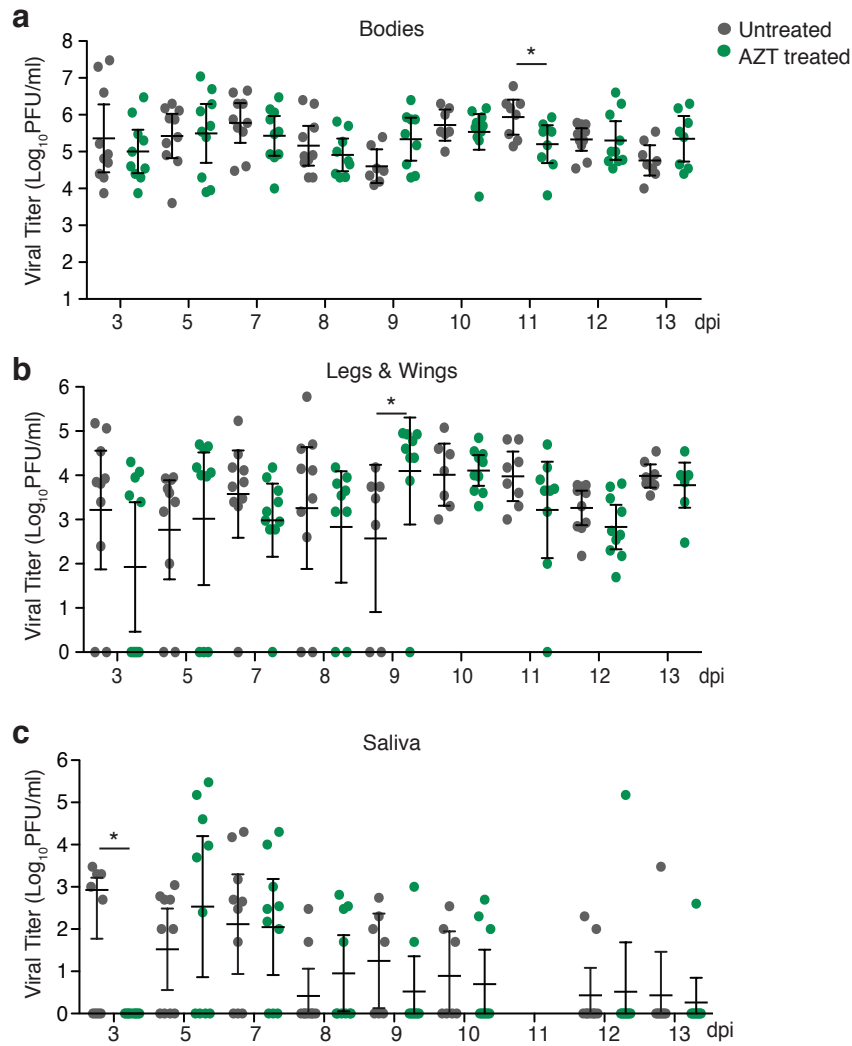 a
Bodies
Untreated
AZT treated
*
Viral Titer (Log10PFU/ml)
8
7
6
5
4
3
2
1
3 5 7 8 9 10 11 12 13 dpi
b
Legs & Wings
*
Viral Titer (Log10PFU/ml)
6
5
4
3
2
1
0
3 5 7 8 9 10 11 12 13 dpi
c
Saliva
*
Viral Titer (Log10PFU/ml)
6
5
4
3
2
1
0
3 5 7 8 9 10 11 12 13 dpi